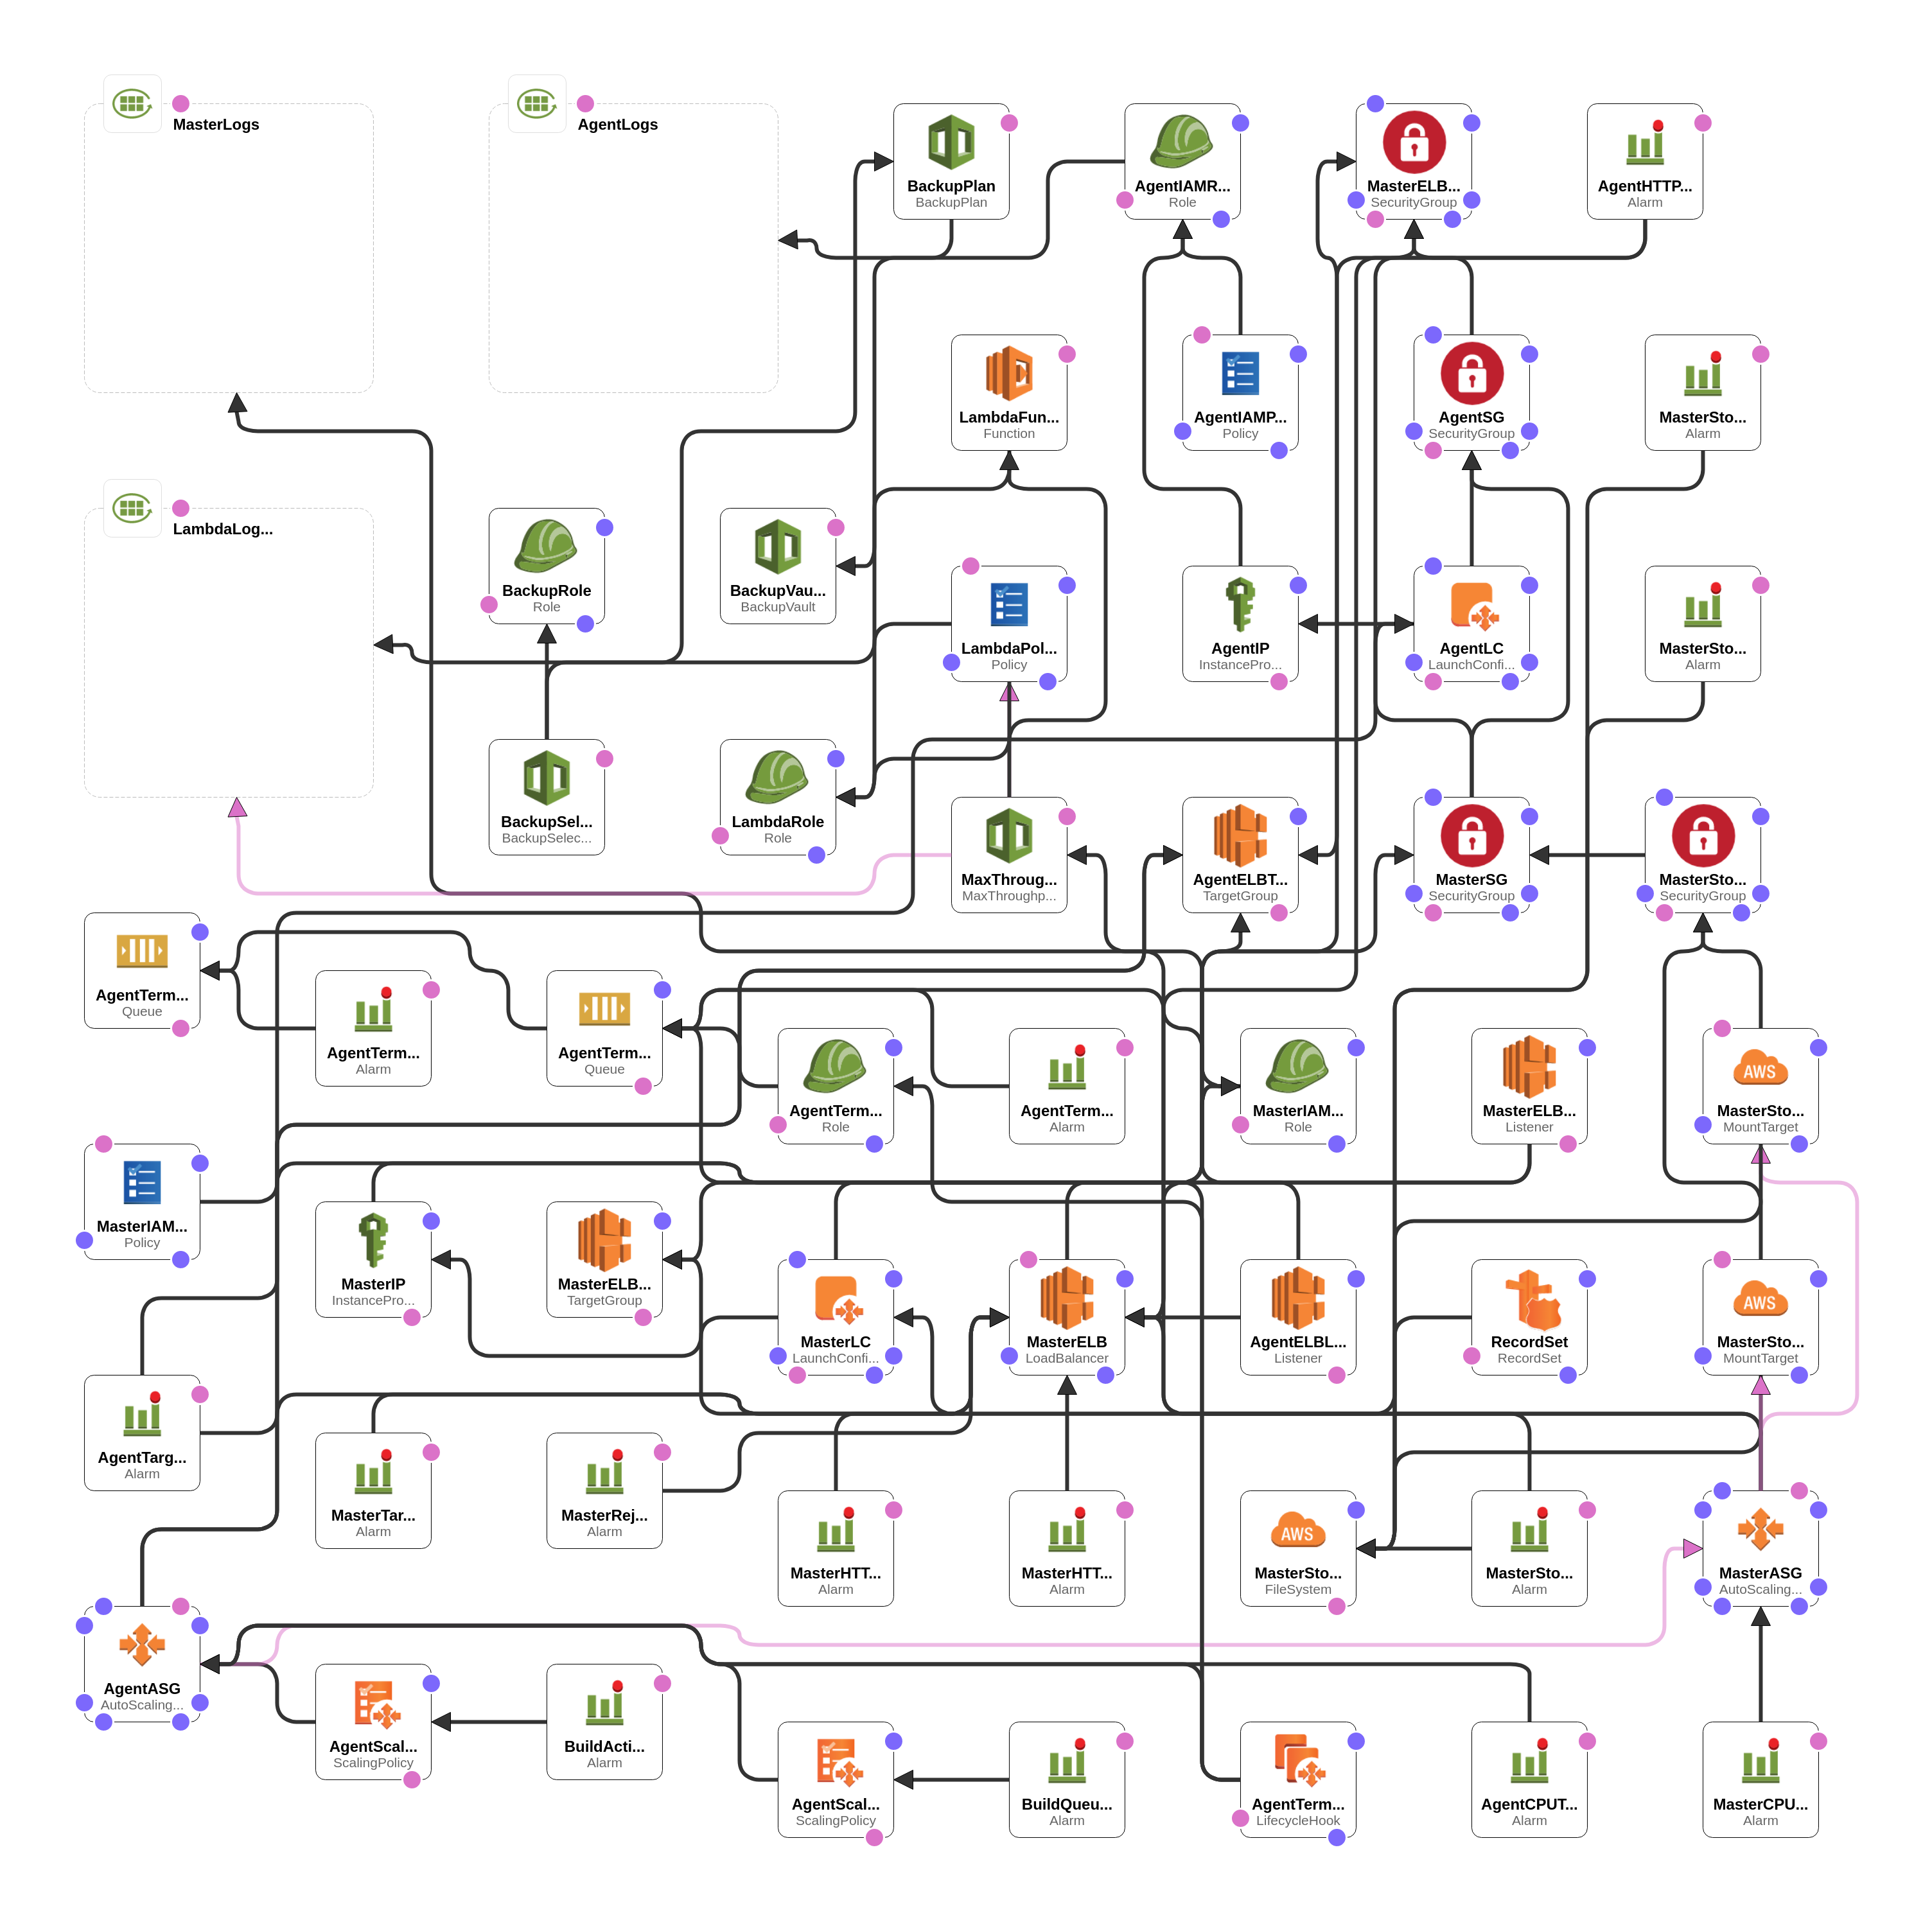 MasterLogs
AgentLogs
BackupPlan
BackupPlan
AgentIAMR...
Role
MasterELB...
SecurityGroup
AgentHTTP...
Alarm
LambdaFun...
Function
AgentIAMP...
Policy
AgentSG
SecurityGroup
MasterSto...
Alarm
LambdaLog...
BackupRole
Role
BackupVau...
BackupVault
LambdaPol...
Policy
AgentIP
InstancePro...
AgentLC
LaunchConfi...
MasterSto...
Alarm
BackupSel...
BackupSelec...
LambdaRole
Role
MaxThroug...
MaxThroughp...
AgentELBT...
TargetGroup
MasterSG
SecurityGroup
MasterSto...
SecurityGroup
AgentTerm...
Queue
AgentTerm...
Alarm
AgentTerm...
Queue
AgentTerm...
Role
AgentTerm...
Alarm
MasterIAM...
Role
MasterELB...
Listener
AWS
MasterSto...
MountTarget
MasterIAM...
Policy
MasterIP
InstancePro...
MasterELB...
TargetGroup
MasterLC
LaunchConfi...
MasterELB
LoadBalancer
AgentELBL...
Listener
RecordSet
RecordSet
AWS
MasterSto...
MountTarget
AgentTarg...
Alarm
MasterTar...
Alarm
MasterRej...
Alarm
MasterHTT...
Alarm
MasterHTT...
Alarm
AWS
MasterSto...
FileSystem
MasterSto...
Alarm
MasterASG
AutoScaling...
AgentASG
AutoScaling...
AgentScal...
ScalingPolicy
BuildActi...
Alarm
AgentScal...
ScalingPolicy
BuildQueu...
Alarm
AgentTerm...
LifecycleHook
AgentCPUT...
Alarm
MasterCPU...
Alarm